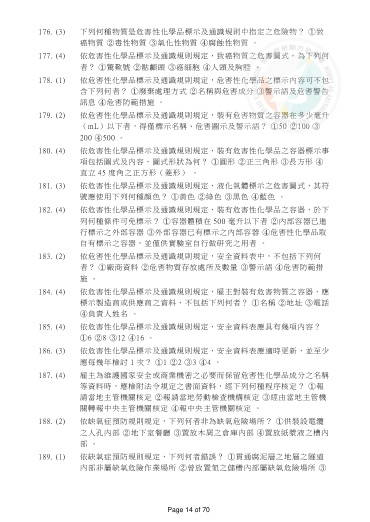 176. (3) 下列何種物質是危害性化學品標示及通識規則中指定之危險物？ ①致
癌物質 ②毒性物質 ③氧化性物質 ④腐蝕性物質 。
177. (4) 依危害性化學品標示及通識規則規定，致癌物質之危害圖式，為下列何
者？ ①驚歎號 ②骷髏頭 ③癌細胞 ④人頭及胸腔 。
178. (1) 依危害性化學品標示及通識規則規定，危害性化學品之標示內容可不包
含下列何者？ ①廢棄處理方式 ②名稱與危害成分 ③警示語及危害警告
訊息 ④危害防範措施 。
179. (2) 依危害性化學品標示及通識規則規定，裝有危害物質之容器在多少毫升
（mL）以下者，得僅標示名稱、危害圖示及警示語？ ①50 ②100 ③
200 ④500 。
180. (4) 依危害性化學品標示及通識規則規定，裝有危害性化學品之容器標示事
項包括圖式及內容，圖式形狀為何？ ①圓形 ②正三角形 ③長方形 ④
直立 45 度角之正方形（菱形） 。
181. (3) 依危害性化學品標示及通識規則規定，液化氣體標示之危害圖式，其符
號應使用下列何種顏色？ ①黃色 ②綠色 ③黑色 ④藍色 。
182. (4) 依危害性化學品標示及通識規則規定，裝有危害性化學品之容器，於下
列何種條件可免標示？ ①容器體積在 500 毫升以下者 ②內部容器已進
行標示之外部容器 ③外部容器已有標示之內部容器 ④危害性化學品取
自有標示之容器，並僅供實驗室自行做研究之用者 。
183. (2) 依危害性化學品標示及通識規則規定，安全資料表中，不包括下列何
者？ ①廠商資料 ②危害物質存放處所及數量 ③警示語 ④危害防範措
施 。
184. (4) 依危害性化學品標示及通識規則規定，雇主對裝有危害物質之容器，應
標示製造商或供應商之資料，不包括下列何者？ ①名稱 ②地址 ③電話
④負責人姓名 。
185. (4) 依危害性化學品標示及通識規則規定，安全資料表應具有幾項內容？
①6 ②8 ③12 ④16 。
186. (3) 依危害性化學品標示及通識規則規定，安全資料表應適時更新，並至少
應每幾年檢討 1 次？ ①1 ②2 ③3 ④4 。
187. (4) 雇主為維護國家安全或商業機密之必要而保留危害性化學品成分之名稱
等資料時，應檢附法令規定之書面資料，經下列何種程序核定？ ①報
請當地主管機關核定 ②報請當地勞動檢查機構核定 ③經由當地主管機
關轉報中央主管機關核定 ④報中央主管機關核定 。
188. (2) 依缺氧症預防規則規定，下列何者非為缺氧危險場所？ ①供裝設電纜
之人孔內部 ②地下室餐廳 ③置放木屑之倉庫內部 ④置放紙漿液之槽內
部 。
189. (1) 依缺氧症預防規則規定，下列何者錯誤？ ①貫通腐泥層之地層之隧道
內部非屬缺氧危險作業場所 ②曾放置氮之儲槽內部屬缺氧危險場所 ③
Page 14 of 70